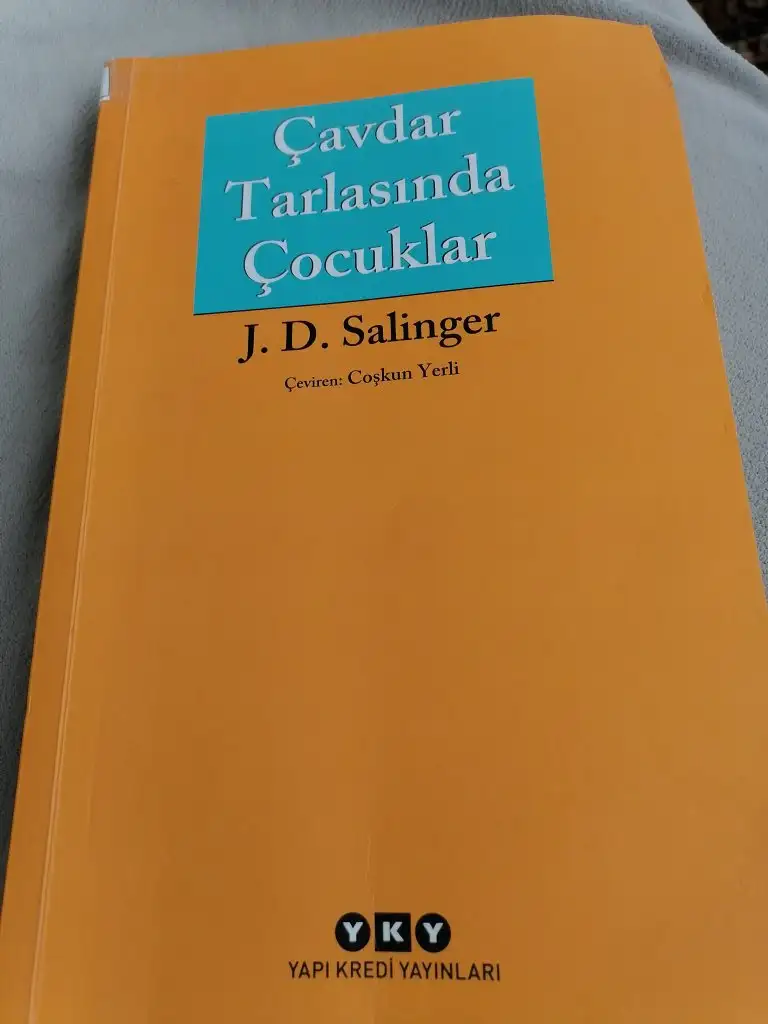 Çavdar
Tarlasında
Çocuklar
J. D. Salinger
Çeviren: Coşkun Yerli
YKY
YAPI KREDİ YAYINLARI